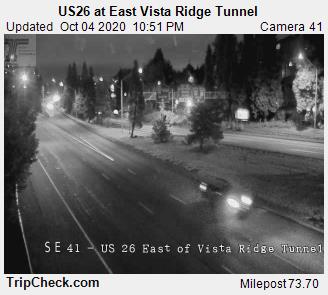 US26 at East Vista Ridge Tunnel
Updated Oct 04 2020 10:51 PM Camera 41
SE 41 - US 26 East of Vista Ridge Tunnel
TripCheck.com Milepost 73.70